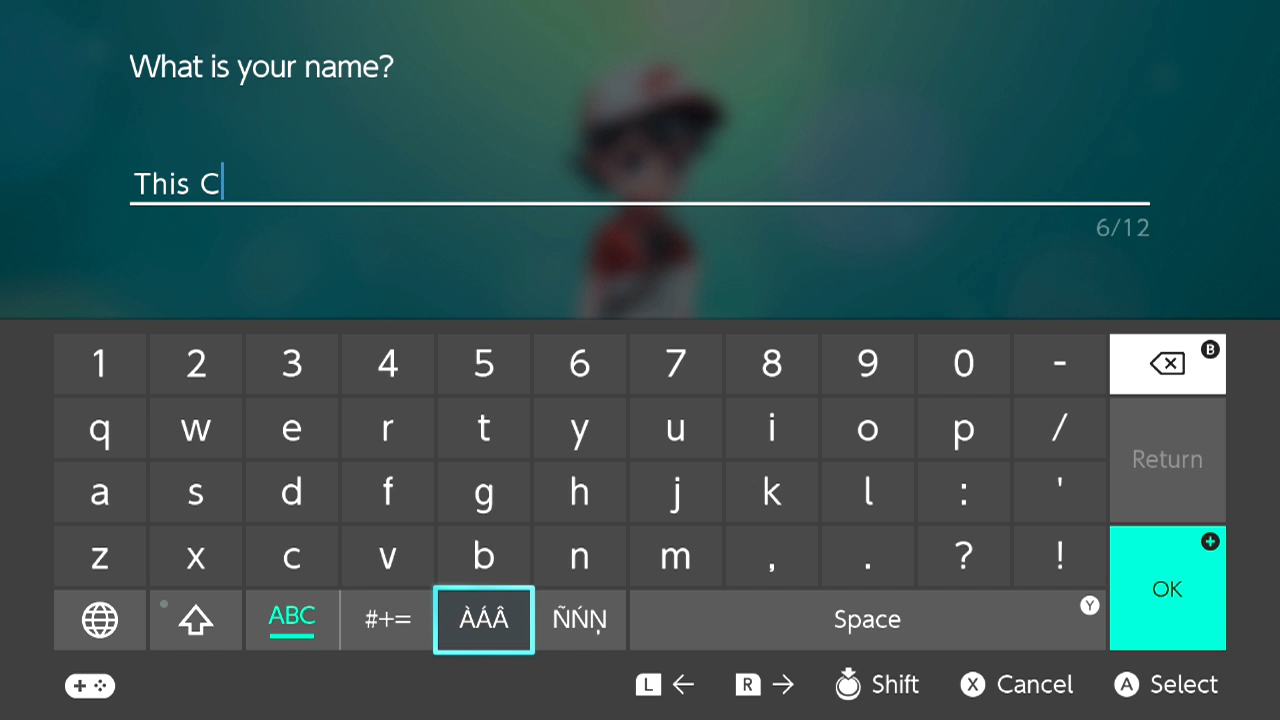 What is your name?
This C
6/12
1 2 3 4 5 6 7 8 9 0 - B
q w e r t y u i o p /
Return
a s d f g h j k l : '
z x c v b n m , . ? !
OK
ABC #+= ÀÁÂ ÑŃŅ Space Y
L ← R → Shift X Cancel A Select